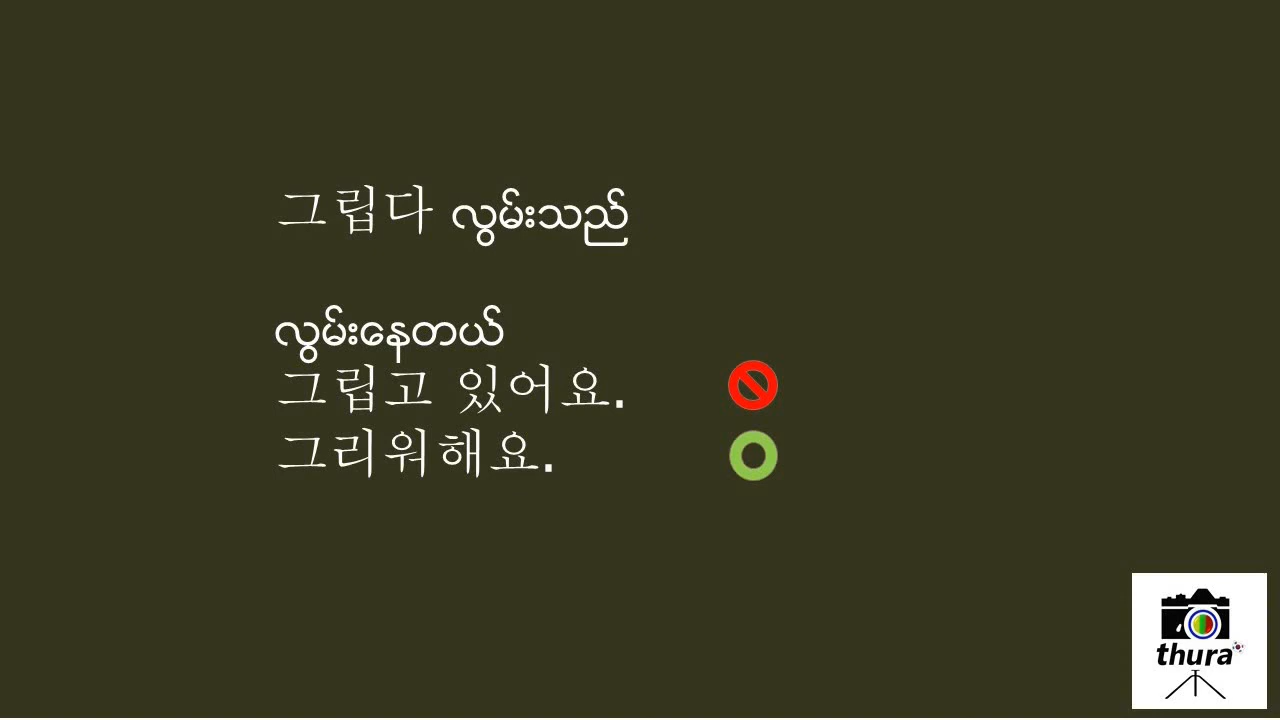 그립다 လွမ်းသည်
လွမ်းနေတယ်
그립고 있어요.
그리워해요.
thura